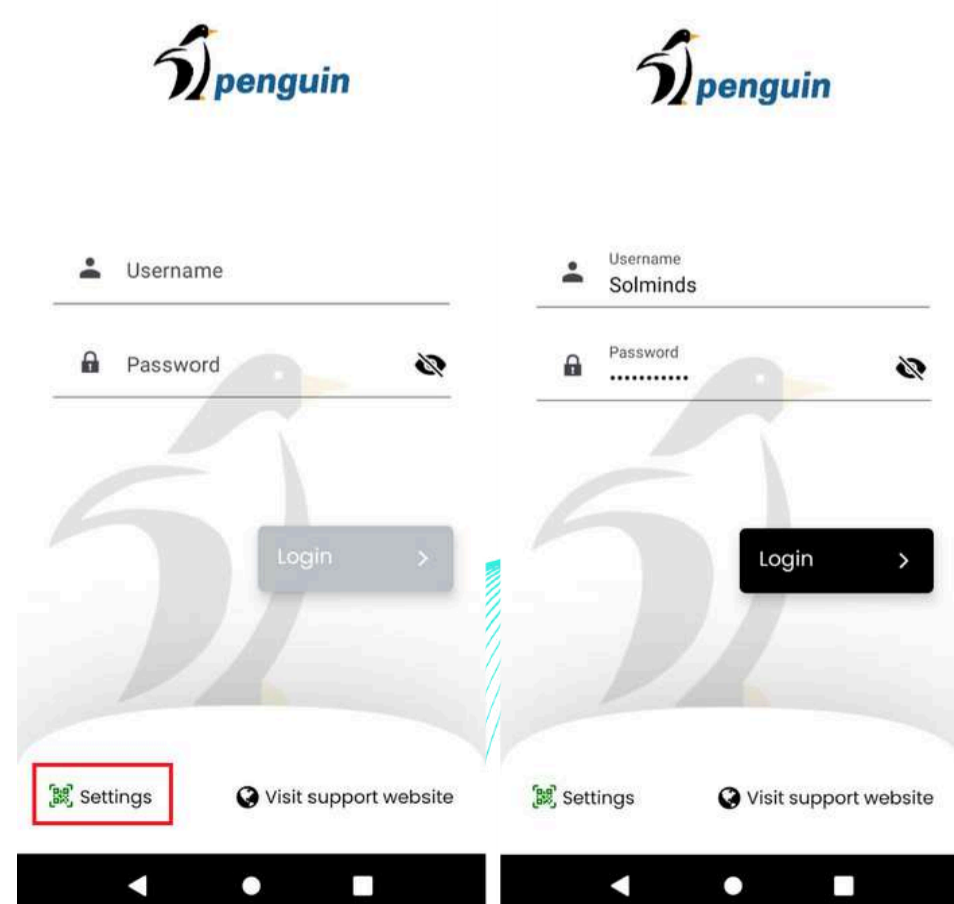 penguin
Username
Password
Login
Settings
Visit support website
penguin
Username
Solminds
Password
•••••••••••
Login
Settings
Visit support website